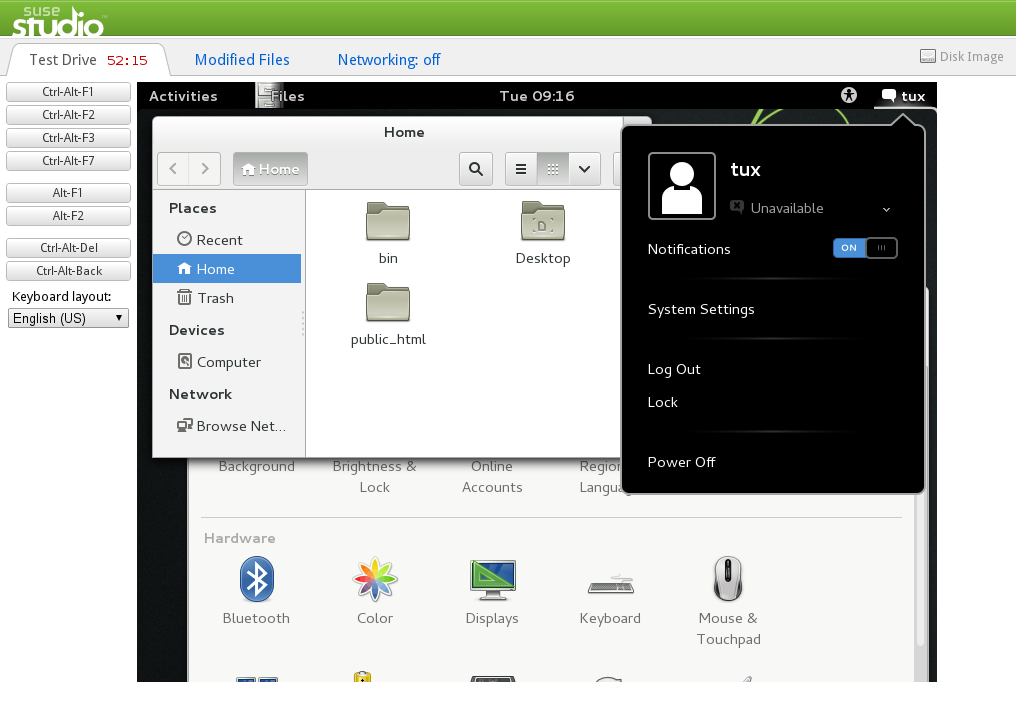 suse
studio
Test Drive 52:15 Modified Files Networking: off Disk Image
Ctrl-Alt-F1
Ctrl-Alt-F2
Ctrl-Alt-F3
Ctrl-Alt-F7
Alt-F1
Alt-F2
Ctrl-Alt-Del
Ctrl-Alt-Back
Keyboard layout:
English (US)
Activities Files Tue 09:16 tux
Home
Home
Places
Recent
Home
Trash
Devices
Computer
Network
Browse Net...
bin
Desktop
public_html
tux
Unavailable
Notifications ON
System Settings
Log Out
Lock
Power Off
Background
Brightness &
Lock
Online
Accounts
Hardware
Bluetooth
Color
Displays
Keyboard
Mouse &
Touchpad